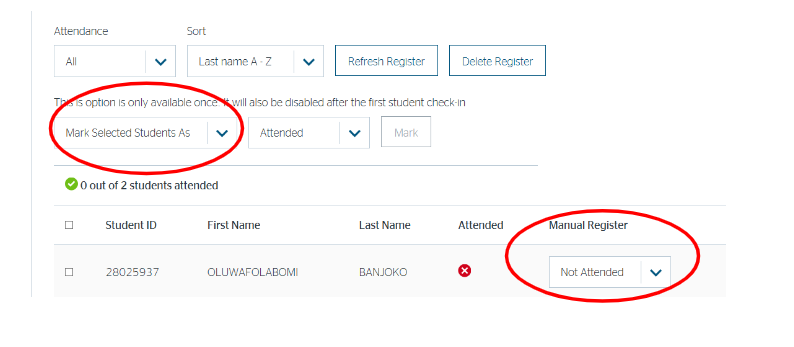 Attendance Sort
All Last name A - Z Refresh Register Delete Register
This is option is only available once. It will also be disabled after the first student check-in
Mark Selected Students As Attended Mark
0 out of 2 students attended
Student ID First Name Last Name Attended Manual Register
28025937 OLUWAFOLABOMI BANJOKO Not Attended